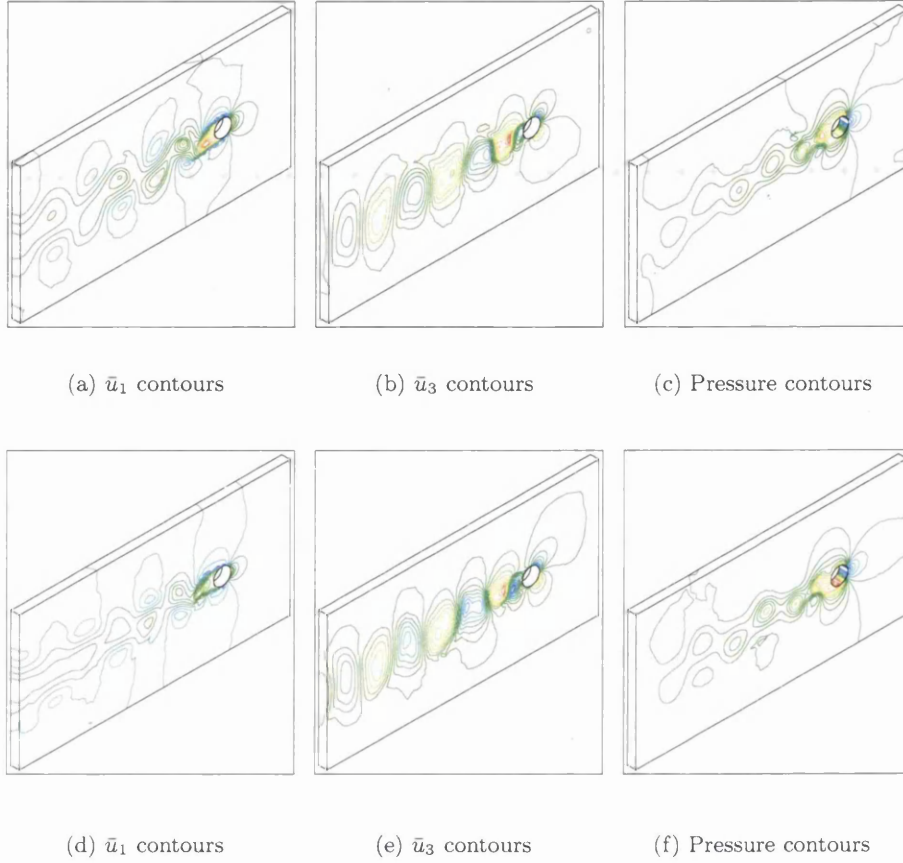 (a) ū₁ contours
(b) ū₃ contours
(c) Pressure contours
(d) ū₁ contours
(e) ū₃ contours
(f) Pressure contours